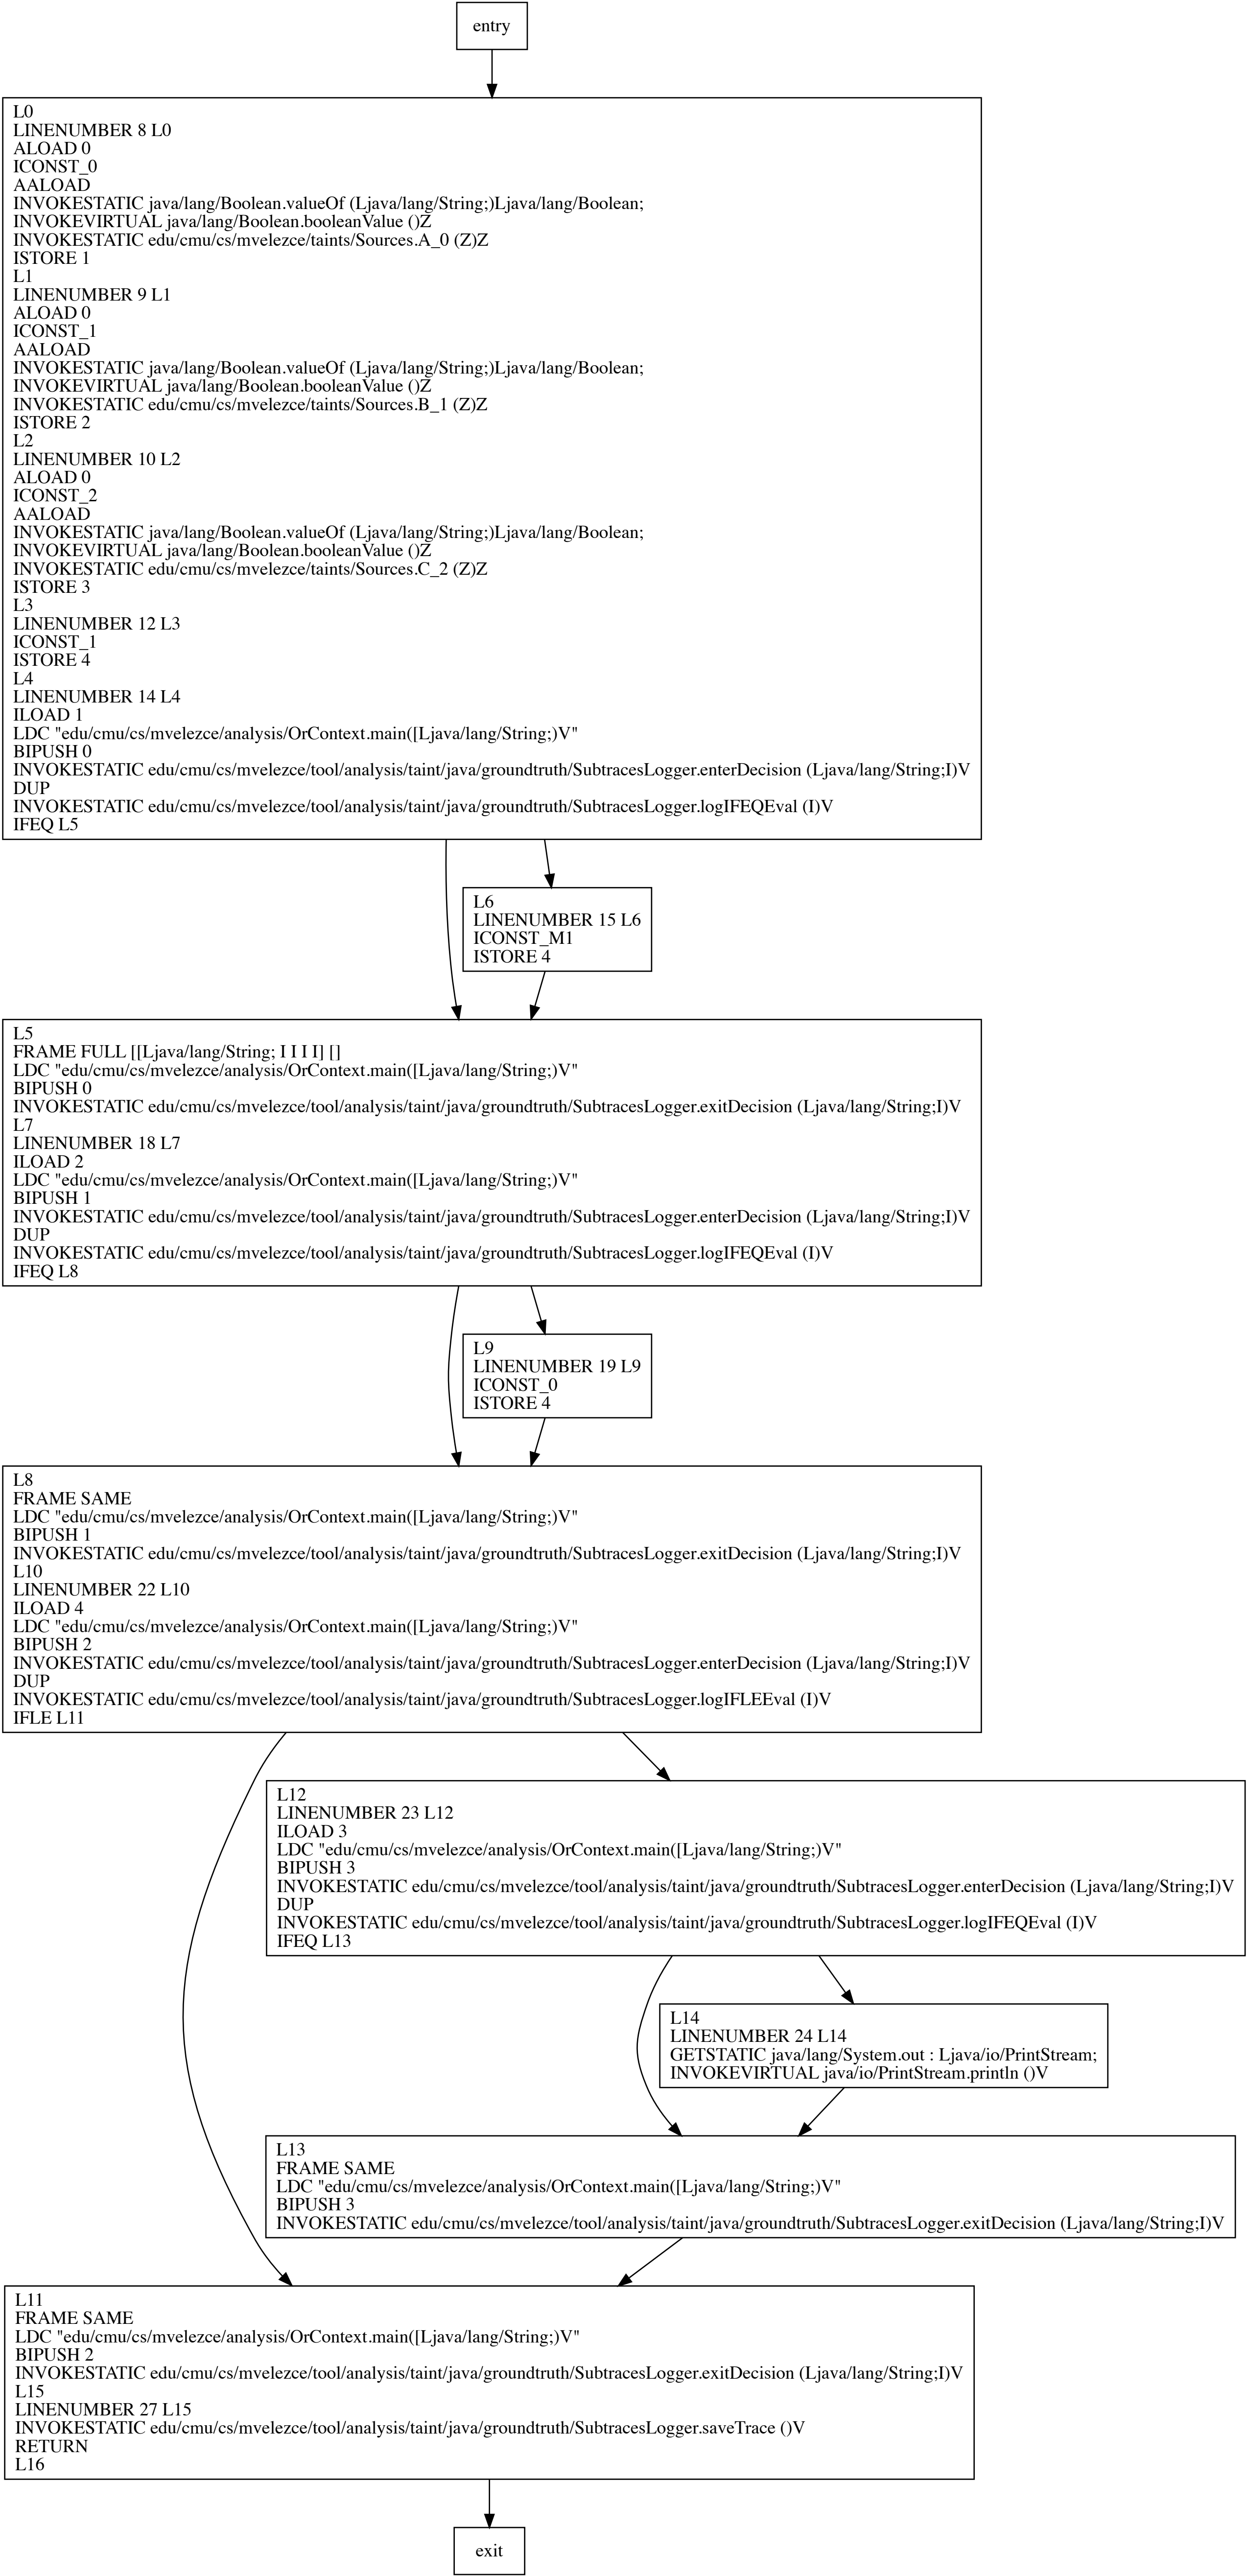 entry
L0
LINENUMBER 8 L0
ALOAD 0
ICONST_0
AALOAD
INVOKESTATIC java/lang/Boolean.valueOf (Ljava/lang/String;)Ljava/lang/Boolean;
INVOKEVIRTUAL java/lang/Boolean.booleanValue ()Z
INVOKESTATIC edu/cmu/cs/mvelezce/taints/Sources.A_0 (Z)Z
ISTORE 1
L1
LINENUMBER 9 L1
ALOAD 0
ICONST_1
AALOAD
INVOKESTATIC java/lang/Boolean.valueOf (Ljava/lang/String;)Ljava/lang/Boolean;
INVOKEVIRTUAL java/lang/Boolean.booleanValue ()Z
INVOKESTATIC edu/cmu/cs/mvelezce/taints/Sources.B_1 (Z)Z
ISTORE 2
L2
LINENUMBER 10 L2
ALOAD 0
ICONST_2
AALOAD
INVOKESTATIC java/lang/Boolean.valueOf (Ljava/lang/String;)Ljava/lang/Boolean;
INVOKEVIRTUAL java/lang/Boolean.booleanValue ()Z
INVOKESTATIC edu/cmu/cs/mvelezce/taints/Sources.C_2 (Z)Z
ISTORE 3
L3
LINENUMBER 12 L3
ICONST_1
ISTORE 4
L4
LINENUMBER 14 L4
ILOAD 1
LDC "edu/cmu/cs/mvelezce/analysis/OrContext.main([Ljava/lang/String;)V"
BIPUSH 0
INVOKESTATIC edu/cmu/cs/mvelezce/tool/analysis/taint/java/groundtruth/SubtracesLogger.enterDecision (Ljava/lang/String;I)V
DUP
INVOKESTATIC edu/cmu/cs/mvelezce/tool/analysis/taint/java/groundtruth/SubtracesLogger.logIFEQEval (I)V
IFEQ L5
L6
LINENUMBER 15 L6
ICONST_M1
ISTORE 4
L5
FRAME FULL [[Ljava/lang/String; I I I I] []
LDC "edu/cmu/cs/mvelezce/analysis/OrContext.main([Ljava/lang/String;)V"
BIPUSH 0
INVOKESTATIC edu/cmu/cs/mvelezce/tool/analysis/taint/java/groundtruth/SubtracesLogger.exitDecision (Ljava/lang/String;I)V
L7
LINENUMBER 18 L7
ILOAD 2
LDC "edu/cmu/cs/mvelezce/analysis/OrContext.main([Ljava/lang/String;)V"
BIPUSH 1
INVOKESTATIC edu/cmu/cs/mvelezce/tool/analysis/taint/java/groundtruth/SubtracesLogger.enterDecision (Ljava/lang/String;I)V
DUP
INVOKESTATIC edu/cmu/cs/mvelezce/tool/analysis/taint/java/groundtruth/SubtracesLogger.logIFEQEval (I)V
IFEQ L8
L9
LINENUMBER 19 L9
ICONST_0
ISTORE 4
L8
FRAME SAME
LDC "edu/cmu/cs/mvelezce/analysis/OrContext.main([Ljava/lang/String;)V"
BIPUSH 1
INVOKESTATIC edu/cmu/cs/mvelezce/tool/analysis/taint/java/groundtruth/SubtracesLogger.exitDecision (Ljava/lang/String;I)V
L10
LINENUMBER 22 L10
ILOAD 4
LDC "edu/cmu/cs/mvelezce/analysis/OrContext.main([Ljava/lang/String;)V"
BIPUSH 2
INVOKESTATIC edu/cmu/cs/mvelezce/tool/analysis/taint/java/groundtruth/SubtracesLogger.enterDecision (Ljava/lang/String;I)V
DUP
INVOKESTATIC edu/cmu/cs/mvelezce/tool/analysis/taint/java/groundtruth/SubtracesLogger.logIFLEEval (I)V
IFLE L11
L12
LINENUMBER 23 L12
ILOAD 3
LDC "edu/cmu/cs/mvelezce/analysis/OrContext.main([Ljava/lang/String;)V"
BIPUSH 3
INVOKESTATIC edu/cmu/cs/mvelezce/tool/analysis/taint/java/groundtruth/SubtracesLogger.enterDecision (Ljava/lang/String;I)V
DUP
INVOKESTATIC edu/cmu/cs/mvelezce/tool/analysis/taint/java/groundtruth/SubtracesLogger.logIFEQEval (I)V
IFEQ L13
L14
LINENUMBER 24 L14
GETSTATIC java/lang/System.out : Ljava/io/PrintStream;
INVOKEVIRTUAL java/io/PrintStream.println ()V
L13
FRAME SAME
LDC "edu/cmu/cs/mvelezce/analysis/OrContext.main([Ljava/lang/String;)V"
BIPUSH 3
INVOKESTATIC edu/cmu/cs/mvelezce/tool/analysis/taint/java/groundtruth/SubtracesLogger.exitDecision (Ljava/lang/String;I)V
L11
FRAME SAME
LDC "edu/cmu/cs/mvelezce/analysis/OrContext.main([Ljava/lang/String;)V"
BIPUSH 2
INVOKESTATIC edu/cmu/cs/mvelezce/tool/analysis/taint/java/groundtruth/SubtracesLogger.exitDecision (Ljava/lang/String;I)V
L15
LINENUMBER 27 L15
INVOKESTATIC edu/cmu/cs/mvelezce/tool/analysis/taint/java/groundtruth/SubtracesLogger.saveTrace ()V
RETURN
L16
exit